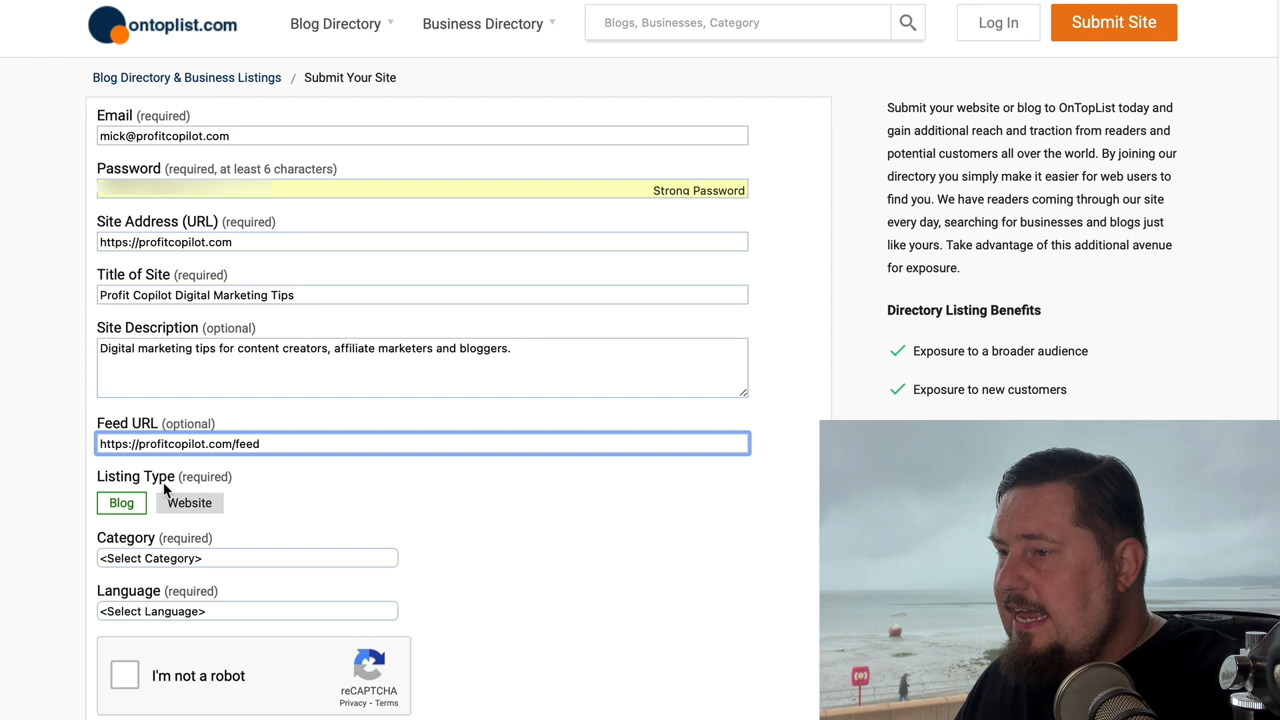 ontoplist.com
Blog Directory
Business Directory
Blogs, Businesses, Category
Log In
Submit Site
Blog Directory & Business Listings / Submit Your Site
Email (required)
mick@profitcopilot.com
Password (required, at least 6 characters)
Strong Password
Site Address (URL) (required)
https://profitcopilot.com
Title of Site (required)
Profit Copilot Digital Marketing Tips
Site Description (optional)
Digital marketing tips for content creators, affiliate marketers and bloggers.
Feed URL (optional)
https://profitcopilot.com/feed
Listing Type (required)
Blog
Website
Category (required)
<Select Category>
Language (required)
<Select Language>
I'm not a robot
reCAPTCHA
Privacy - Terms
Submit your website or blog to OnTopList today and
gain additional reach and traction from readers and
potential customers all over the world. By joining our
directory you simply make it easier for web users to
find you. We have readers coming through our site
every day, searching for businesses and blogs just
like yours. Take advantage of this additional avenue
for exposure.
Directory Listing Benefits
Exposure to a broader audience
Exposure to new customers